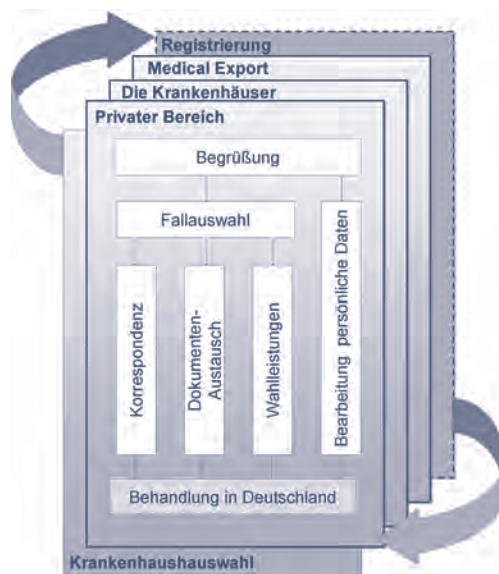 Registrierung
Medical Export
Die Krankenhäuser
Privater Bereich
Begrüßung
Fallauswahl
Korrespondenz
Dokumenten-
Austausch
Wahlleistungen
Bearbeitung persönliche Daten
Behandlung in Deutschland
Krankenhaushauswahl